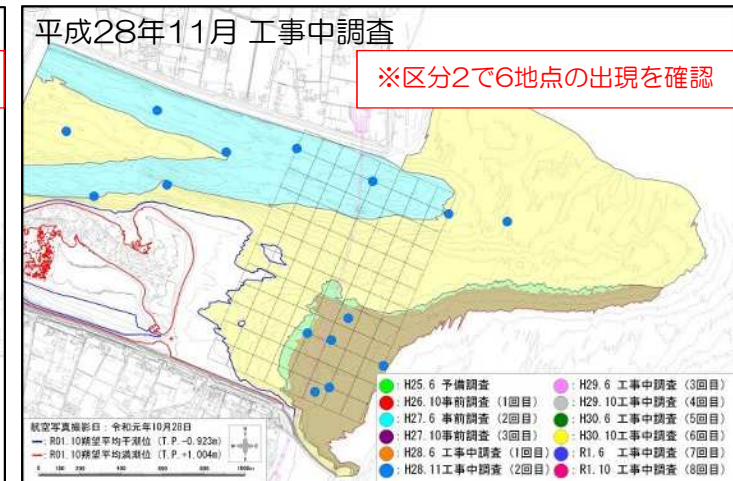 平成28年11月 工事中調査
※区分2で6地点の出現を確認
: H25.6 予備調査
: H26.10事前調査（1回目）
: H27.6 事前調査（2回目）
: H27.10事前調査（3回目）
: H28.6 工事中調査（1回目）
: H28.11工事中調査（2回目）
: H29.6 工事中調査（3回目）
: H29.10工事中調査（4回目）
: H30.6 工事中調査（5回目）
: H30.10工事中調査（6回目）
: R1.6 工事中調査（7回目）
: R1.10 工事中調査（8回目）
航空写真撮影日：令和元年10月28日
: R01.10朔望平均干潮位（T.P.-0.923m）
: R01.10朔望平均満潮位（T.P.+1.004m）
0 100 200 400 600 800 1000m